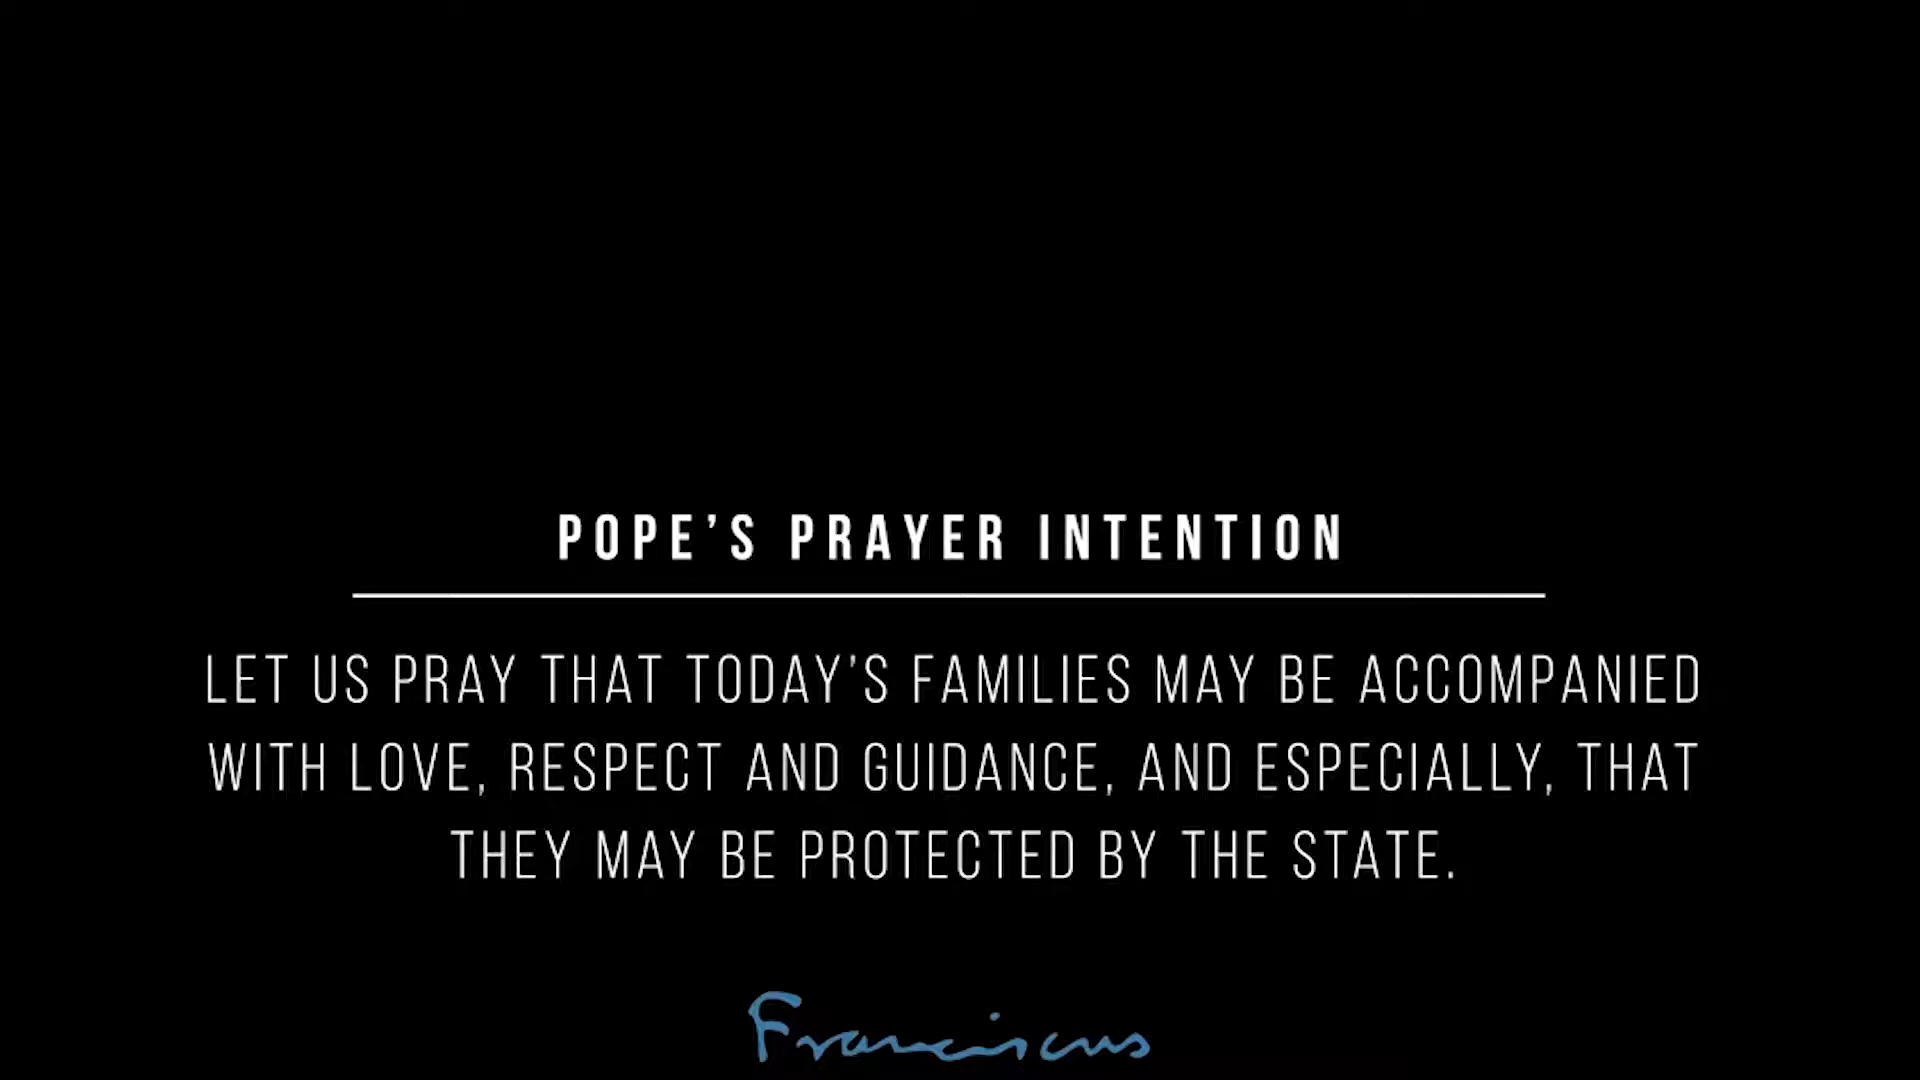 POPE’S PRAYER INTENTION
LET US PRAY THAT TODAY’S FAMILIES MAY BE ACCOMPANIED
WITH LOVE, RESPECT AND GUIDANCE, AND ESPECIALLY, THAT
THEY MAY BE PROTECTED BY THE STATE.
Franciscus